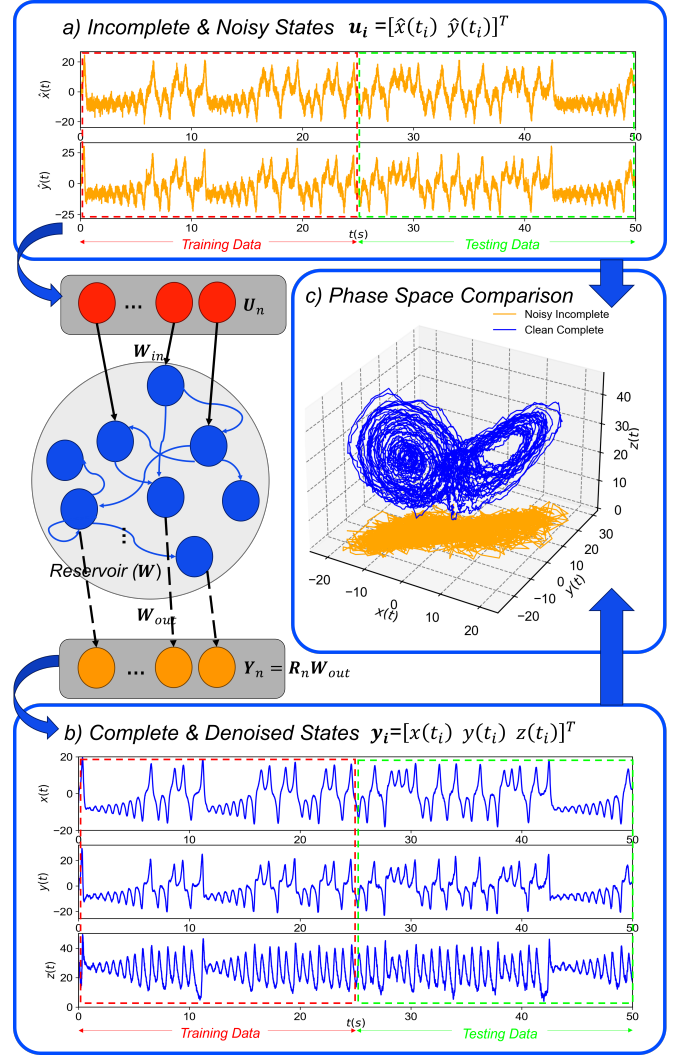 a) Incomplete & Noisy States u_i =[x̂(t_i) ŷ(t_i)]^T
20
0
−20
x̂(t)
0 10 20 30 40 50
25
0
−25
ŷ(t)
0 10 20 30 40 50
t(s)
Training Data
Testing Data
... U_n
W_in
Reservoir (W)
⋮
W_out
... Y_n = R_n W_out
c) Phase Space Comparison
Noisy Incomplete
Clean Complete
40
30
20
10
0
z(t)
30
20
10
0
−10
−20
y(t)
−20
−10
0
10
20
x(t)
b) Complete & Denoised States y_i=[x(t_i) y(t_i) z(t_i)]^T
20
0
−20
x(t)
0 10 20 30 40 50
20
0
−20
y(t)
0 10 20 30 40 50
40
20
0
z(t)
0 10 20 30 40 50
t(s)
Training Data
Testing Data